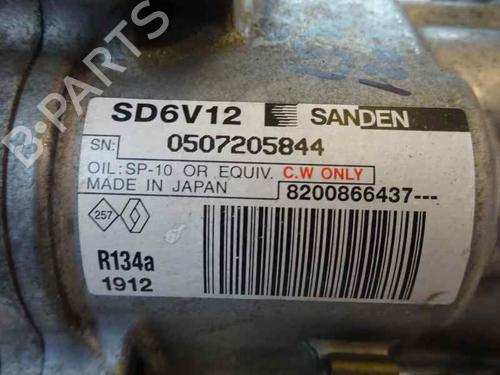 SD6V12 SANDEN
SN: 0507205844
OIL: SP-10 OR EQUIV. C.W ONLY
MADE IN JAPAN 8200866437---
257
R134a
1912
B-PARTS